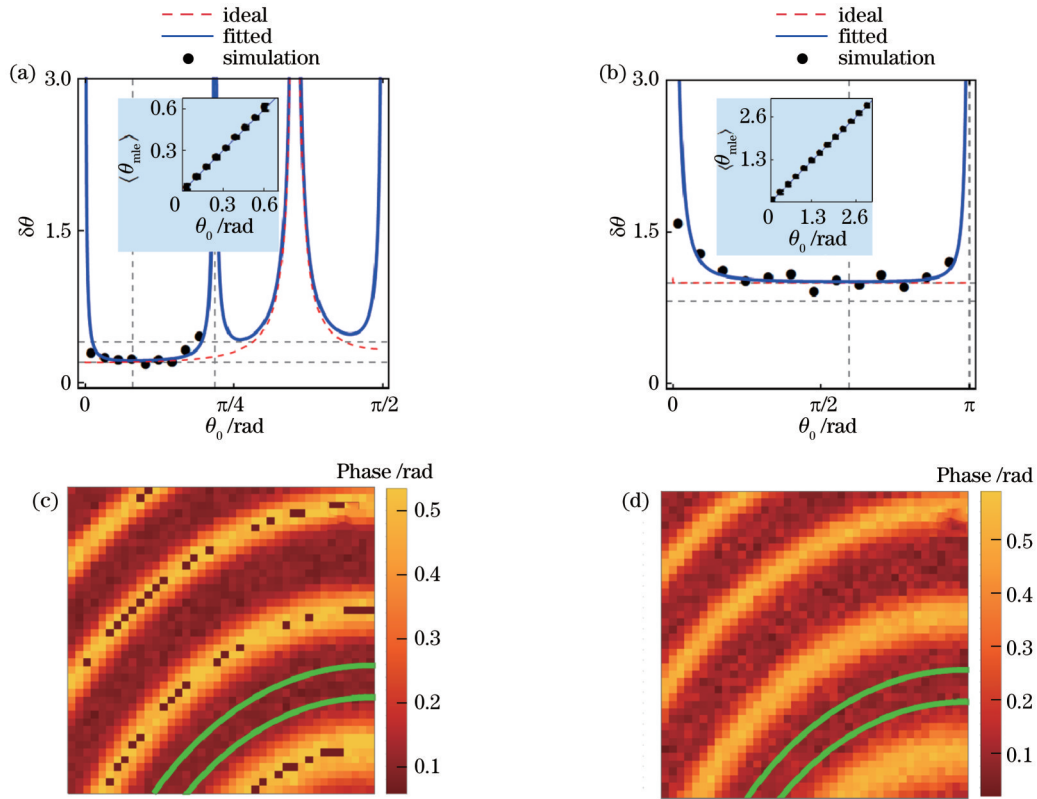 ideal
fitted
simulation
(a)
3.0
1.5
0
δθ
0
π/4
π/2
θ₀ /rad
0.6
0.3
⟨θmle⟩
0
0.3
0.6
θ₀ /rad
ideal
fitted
simulation
(b)
3.0
1.5
0
δθ
0
π/2
π
θ₀ /rad
2.6
1.3
⟨θmle⟩
0
1.3
2.6
θ₀ /rad
(c)
Phase /rad
0.5
0.4
0.3
0.2
0.1
(d)
Phase /rad
0.5
0.4
0.3
0.2
0.1